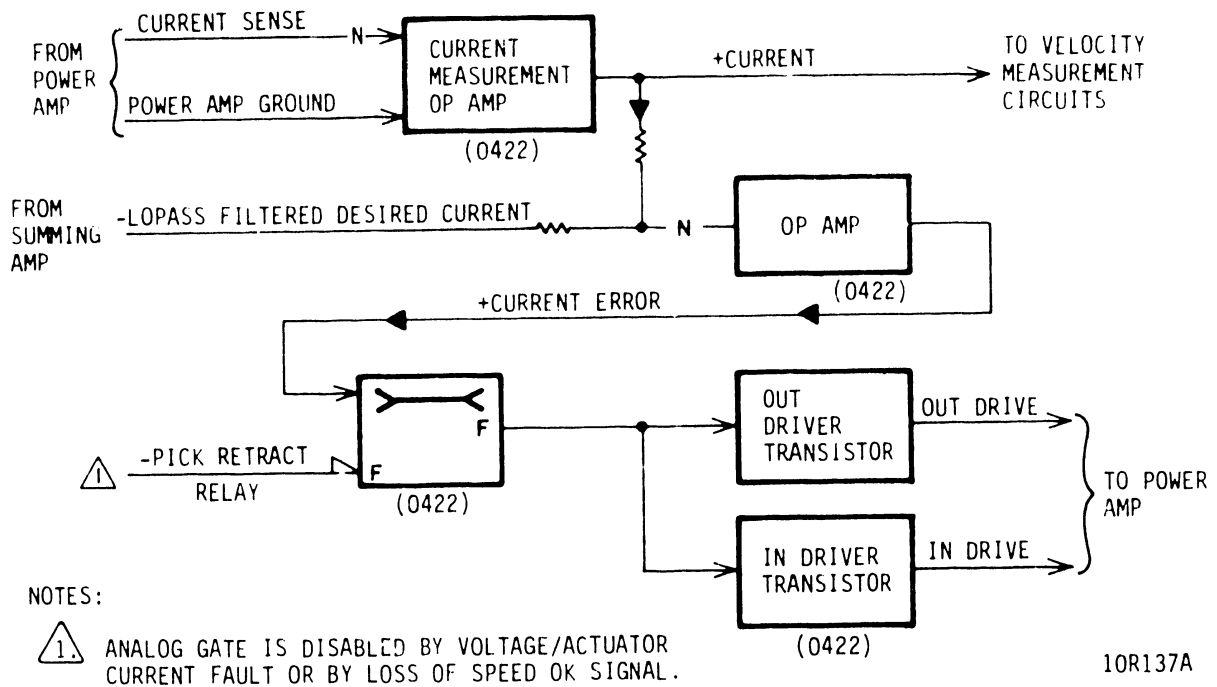 FROM
POWER
AMP
CURRENT SENSE
N
POWER AMP GROUND
CURRENT
MEASUREMENT
OP AMP
(0422)
+CURRENT
TO VELOCITY
MEASUREMENT
CIRCUITS
FROM
SUMMING
AMP
-LOPASS FILTERED DESIRED CURRENT
N
OP AMP
(0422)
+CURRENT ERROR
F
F
(0422)
1
-PICK RETRACT
RELAY
OUT
DRIVER
TRANSISTOR
OUT DRIVE
IN DRIVER
TRANSISTOR
(0422)
IN DRIVE
TO POWER
AMP
NOTES:
1. ANALOG GATE IS DISABLED BY VOLTAGE/ACTUATOR
CURRENT FAULT OR BY LOSS OF SPEED OK SIGNAL.
10R137A